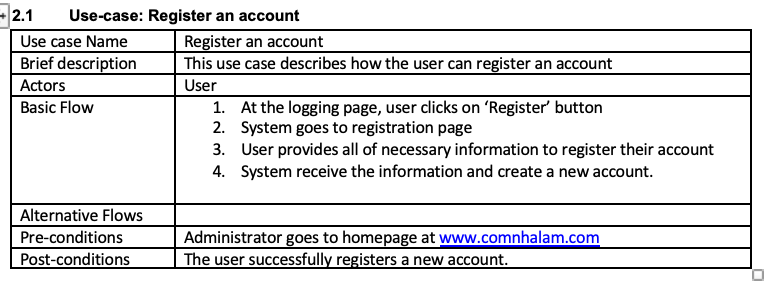 2.1 Use-case: Register an account
Use case Name Register an account
Brief description This use case describes how the user can register an account
Actors User
Basic Flow 1. At the logging page, user clicks on ‘Register’ button
2. System goes to registration page
3. User provides all of necessary information to register their account
4. System receive the information and create a new account.
Alternative Flows
Pre-conditions Administrator goes to homepage at www.comnhalam.com
Post-conditions The user successfully registers a new account.